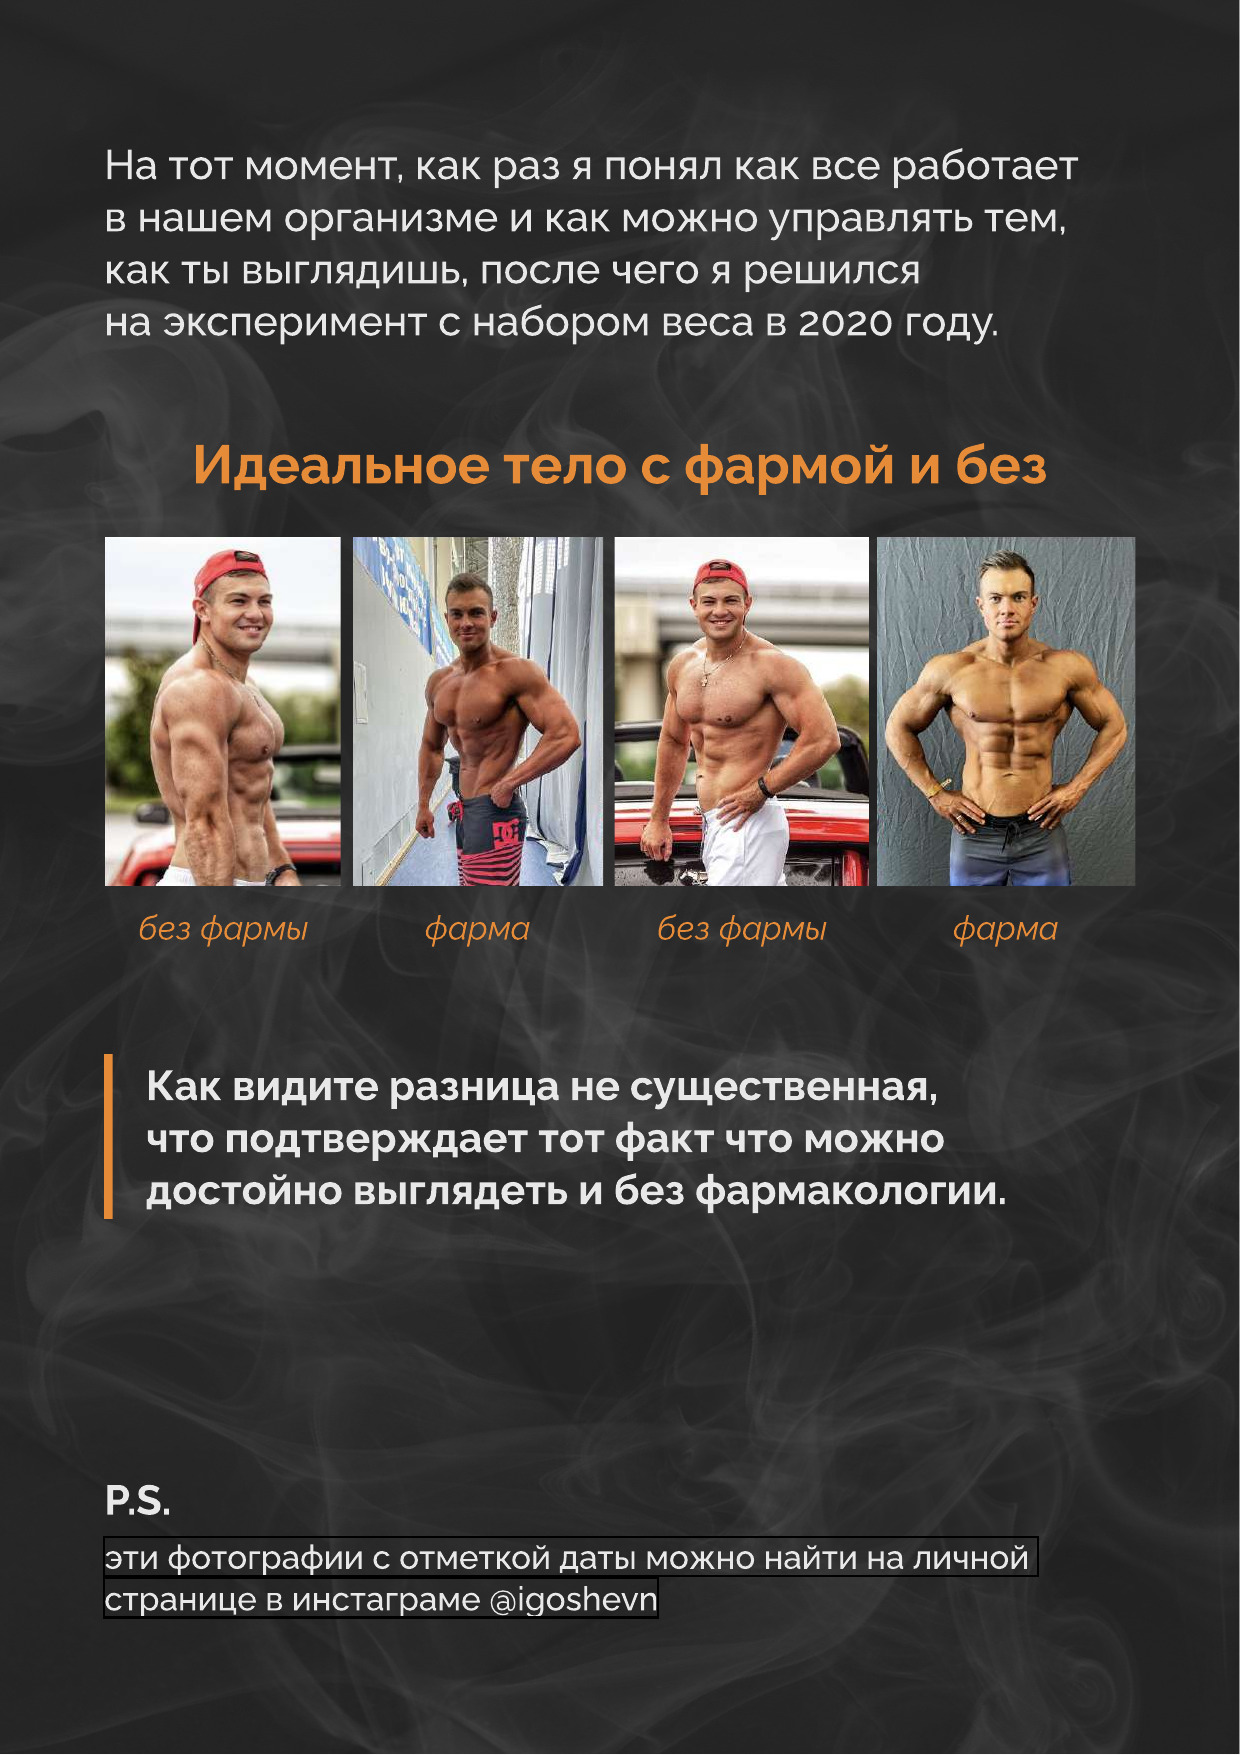 На тот момент, как раз я понял как все работает
в нашем организме и как можно управлять тем,
как ты выглядишь, после чего я решился
на эксперимент с набором веса в 2020 году.
Идеальное тело с фармой и без
без фармы фарма без фармы фарма
Как видите разница не существенная,
что подтверждает тот факт что можно
достойно выглядеть и без фармакологии.
P.S.
эти фотографии с отметкой даты можно найти на личной
странице в инстаграме @igoshevn